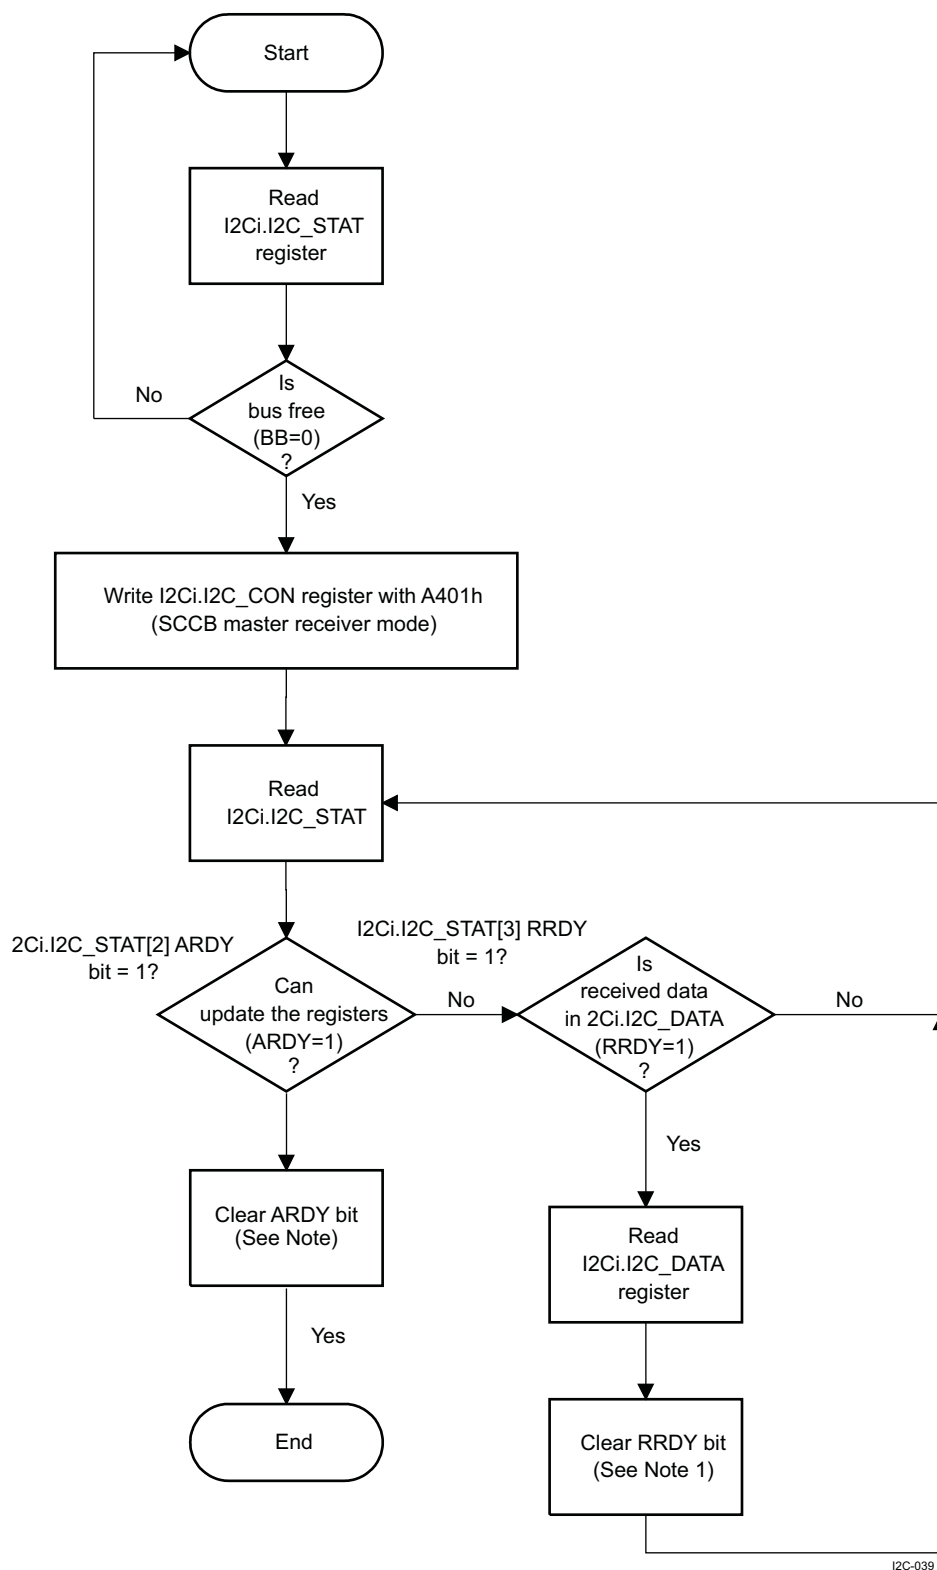 Start
Read
I2Ci.I2C_STAT
register
Is
bus free
(BB=0)
?
No
Yes
Write I2Ci.I2C_CON register with A401h
(SCCB master receiver mode)
Read
I2Ci.I2C_STAT
2Ci.I2C_STAT[2] ARDY
bit = 1?
Can
update the registers
(ARDY=1)
?
No
I2Ci.I2C_STAT[3] RRDY
bit = 1?
Is
received data
in 2Ci.I2C_DATA
(RRDY=1)
?
No
Yes
Clear ARDY bit
(See Note)
Yes
End
Read
I2Ci.I2C_DATA
register
Clear RRDY bit
(See Note 1)
I2C-039